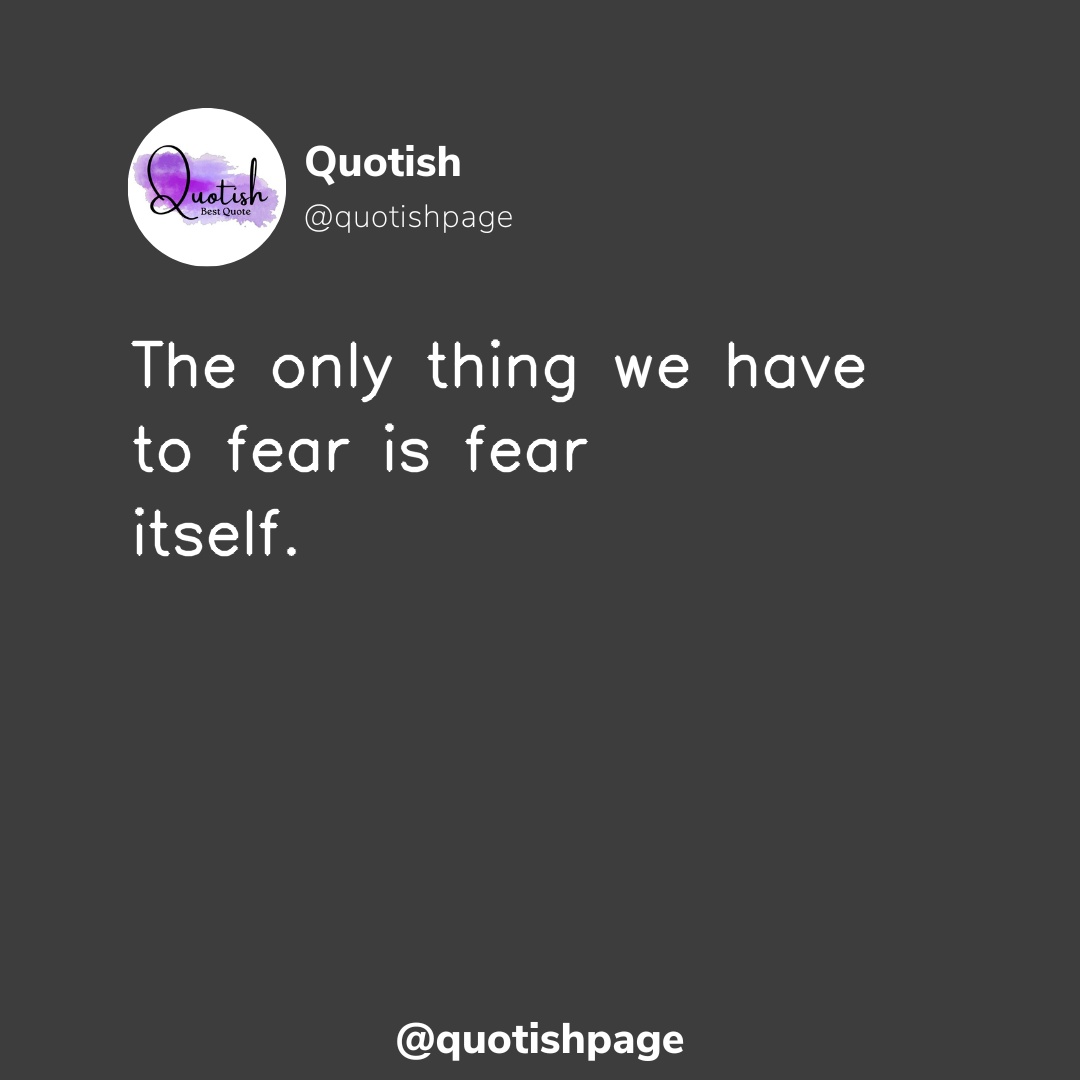 Quotish
Best Quote
Quotish
@quotishpage
The only thing we have
to fear is fear
itself.
@quotishpage